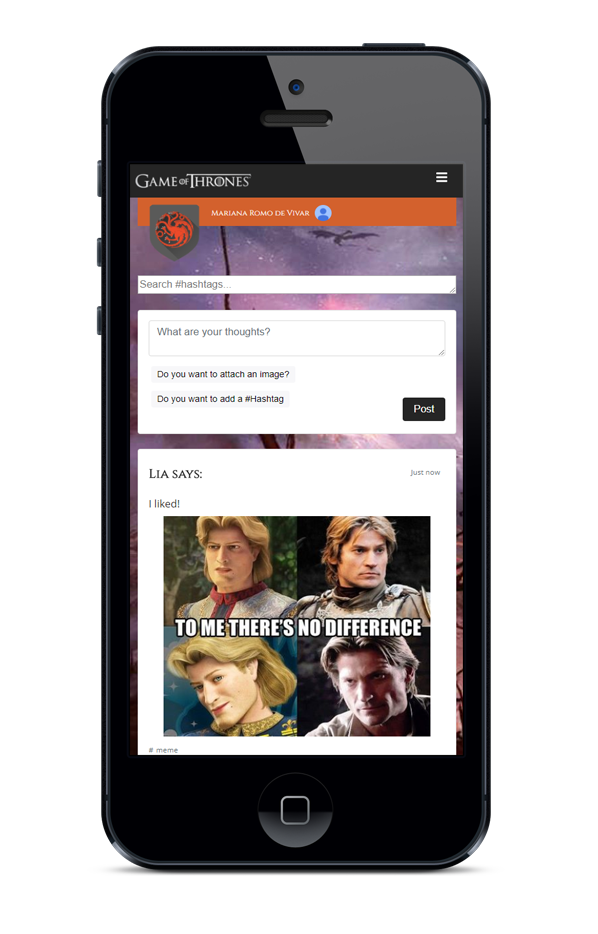 GAME OF THRONES
MARIANA ROMO DE VIVAR
Search #hashtags...
What are your thoughts?
Do you want to attach an image?
Do you want to add a #Hashtag
Post
LIA SAYS:
Just now
I liked!
TO ME THERE'S NO DIFFERENCE
# meme